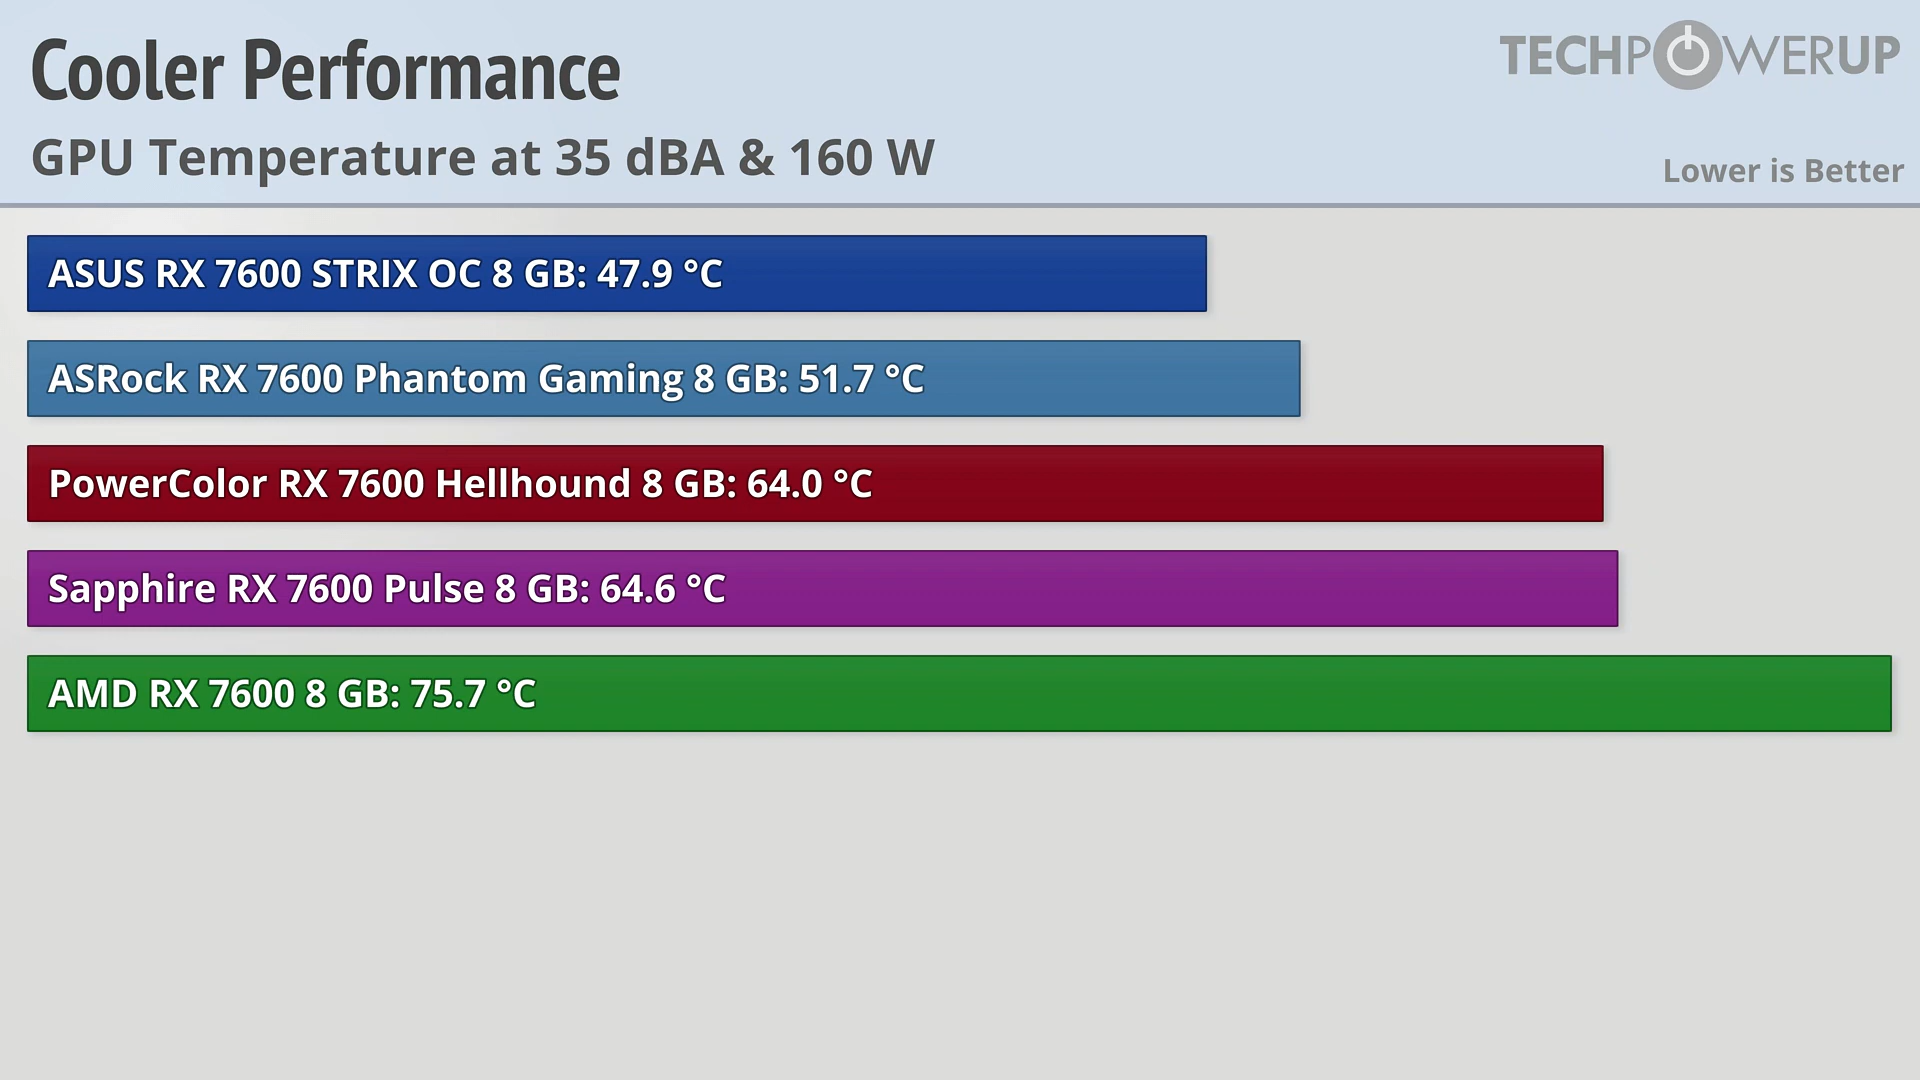 Cooler Performance
TECHPOWERUP
GPU Temperature at 35 dBA & 160 W
Lower is Better
ASUS RX 7600 STRIX OC 8 GB: 47.9 °C
ASRock RX 7600 Phantom Gaming 8 GB: 51.7 °C
PowerColor RX 7600 Hellhound 8 GB: 64.0 °C
Sapphire RX 7600 Pulse 8 GB: 64.6 °C
AMD RX 7600 8 GB: 75.7 °C